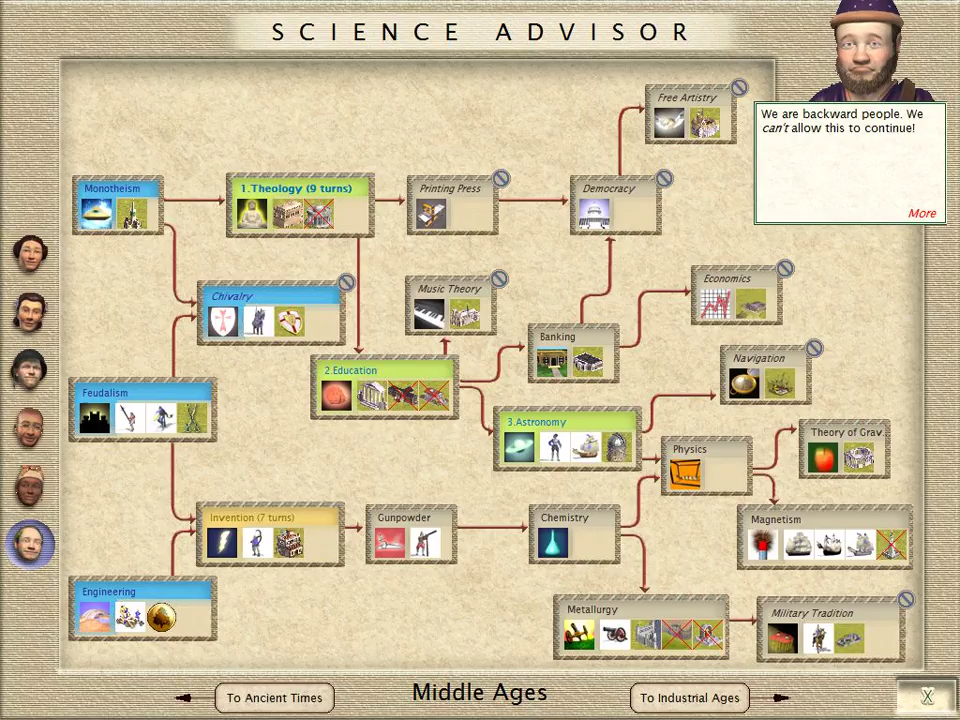 SCIENCE ADVISOR
We are backward people. We
can't allow this to continue!
More
Free Artistry
Monotheism
1.Theology (9 turns)
Printing Press
Democracy
Chivalry
Music Theory
Economics
Banking
Navigation
Feudalism
2.Education
3.Astronomy
Physics
Theory of Grav..
Invention (7 turns)
Gunpowder
Chemistry
Magnetism
Engineering
Metallurgy
Military Tradition
To Ancient Times
Middle Ages
To Industrial Ages
X